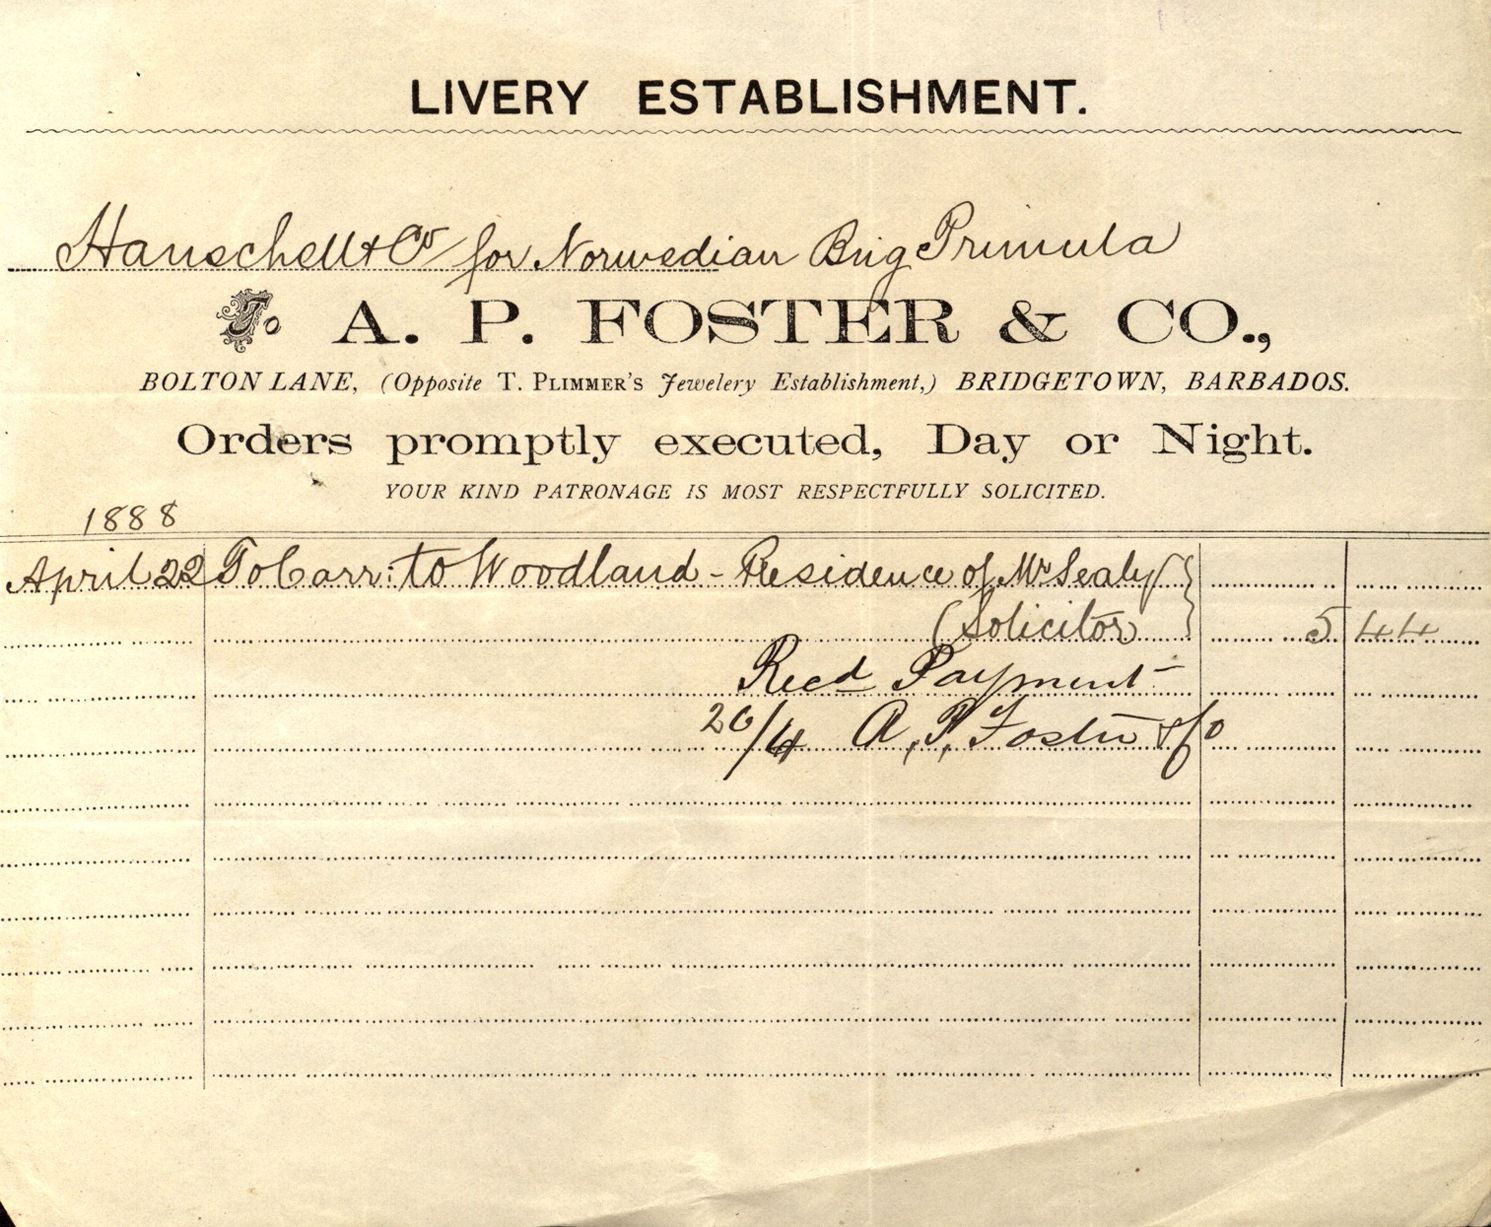 LIVERY ESTABLISHMENT.
Hanschell & Co for Norwedian Brig Primula
To A. P. FOSTER & CO.,
BOLTON LANE, (Opposite T. PLIMMER'S Jewelery Establishment,) BRIDGETOWN, BARBADOS.
Orders promptly executed, Day or Night.
YOUR KIND PATRONAGE IS MOST RESPECTFULLY SOLICITED.
1888
April 22 To Carr: to Woodland - Residence of Mr Sealy
(Solicitor 5 44
Recd Payment
26/4 A. P. Foster & Co